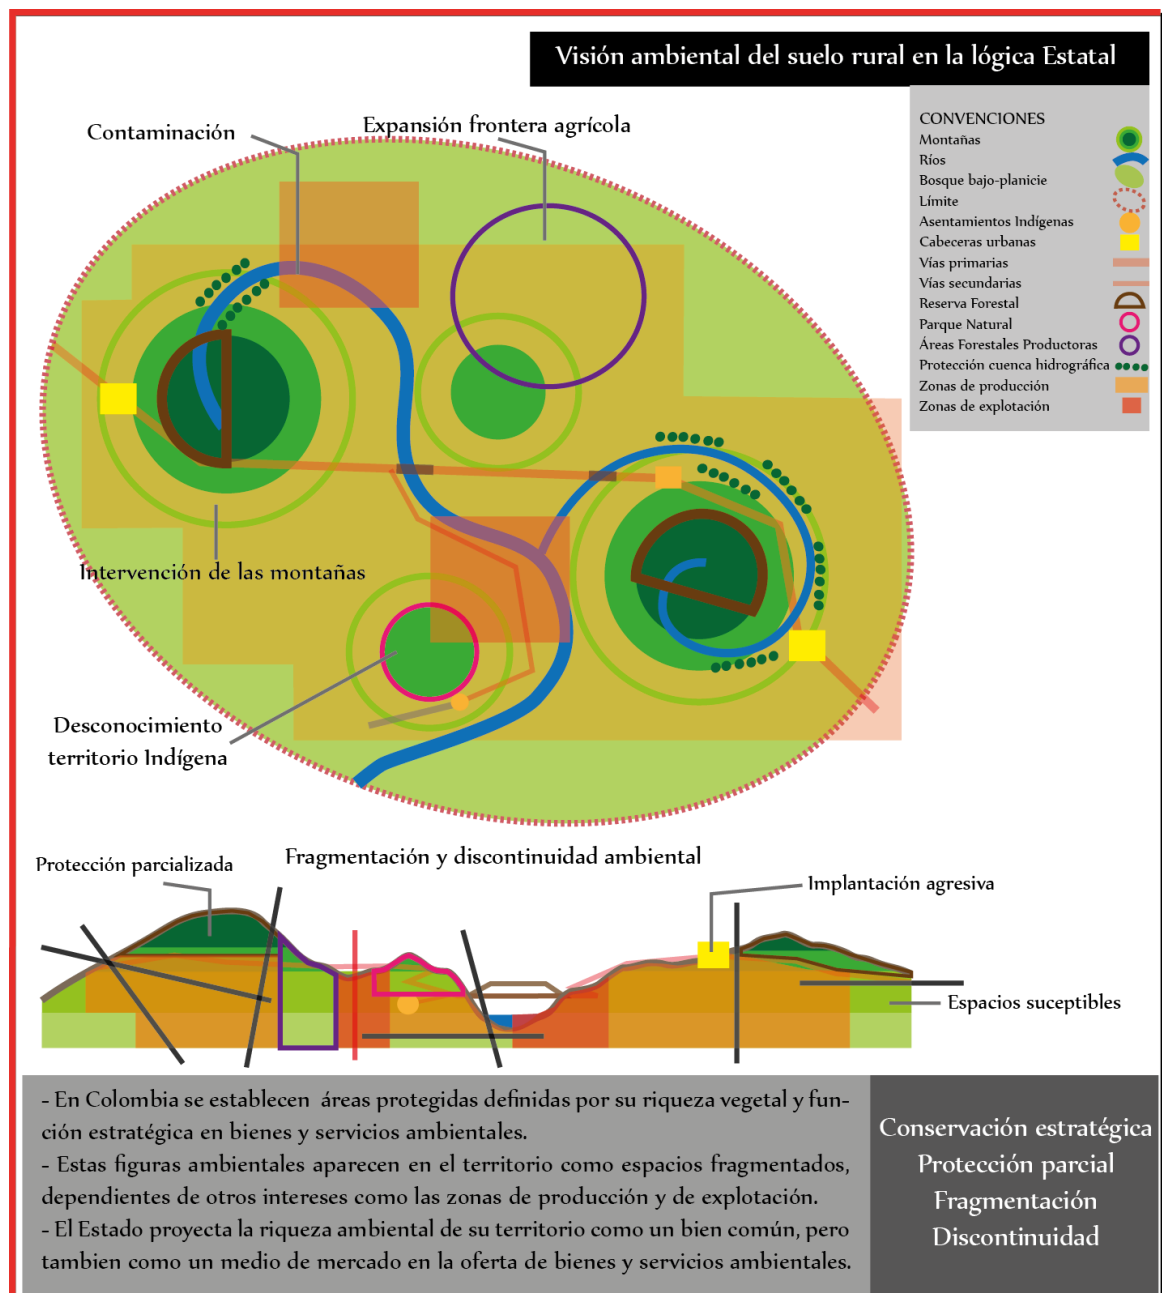 Visión ambiental del suelo rural en la lógica Estatal
CONVENCIONES
Montañas
Ríos
Bosque bajo-planicie
Límite
Asentamientos Indígenas
Cabeceras urbanas
Vías primarias
Vías secundarias
Reserva Forestal
Parque Natural
Áreas Forestales Productoras
Protección cuenca hidrográfica
Zonas de producción
Zonas de explotación
Contaminación
Expansión frontera agrícola
Intervención de las montañas
Desconocimiento
territorio Indígena
Protección parcializada
Fragmentación y discontinuidad ambiental
Implantación agresiva
Espacios suceptibles
- En Colombia se establecen áreas protegidas definidas por su riqueza vegetal y fun-
ción estratégica en bienes y servicios ambientales.
- Estas figuras ambientales aparecen en el territorio como espacios fragmentados,
dependientes de otros intereses como las zonas de producción y de explotación.
- El Estado proyecta la riqueza ambiental de su territorio como un bien común, pero
tambien como un medio de mercado en la oferta de bienes y servicios ambientales.
Conservación estratégica
Protección parcial
Fragmentación
Discontinuidad